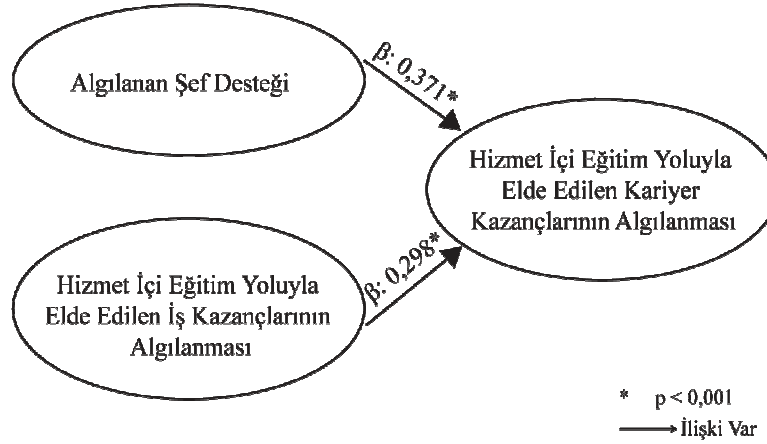 Algılanan Şef Desteği
β: 0,371*
Hizmet İçi Eğitim Yoluyla
Elde Edilen Kariyer
Kazançlarının Algılanması
β: 0,298*
Hizmet İçi Eğitim Yoluyla
Elde Edilen İş Kazançlarının
Algılanması
* p < 0,001
İlişki Var